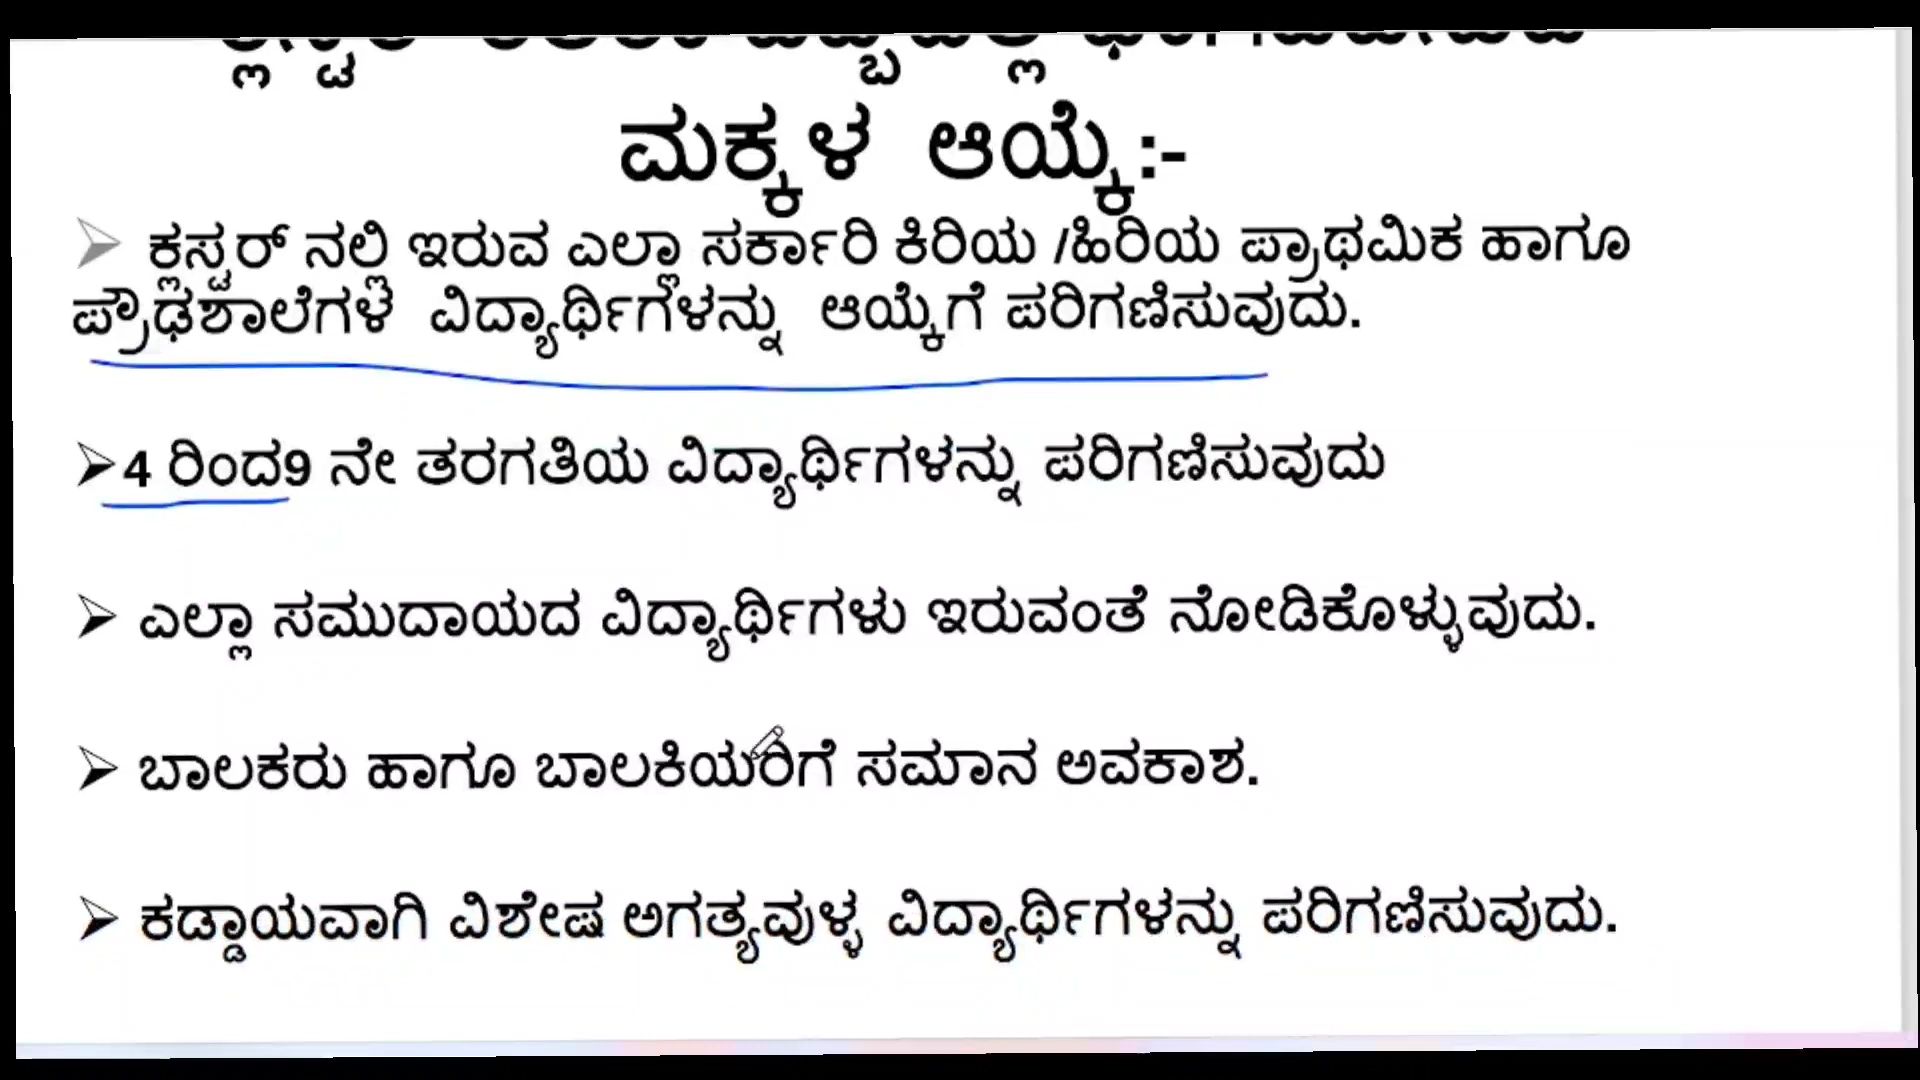 ಮಕ್ಕಳ ಆಯ್ಕೆ:-
➢ ಕ್ಲಸ್ಟರ್ ನಲ್ಲಿ ಇರುವ ಎಲ್ಲಾ ಸರ್ಕಾರಿ ಕಿರಿಯ /ಹಿರಿಯ ಪ್ರಾಥಮಿಕ ಹಾಗೂ
ಪ್ರೌಢಶಾಲೆಗಳ ವಿದ್ಯಾರ್ಥಿಗಳನ್ನು ಆಯ್ಕೆಗೆ ಪರಿಗಣಿಸುವುದು.
➢4 ರಿಂದ9 ನೇ ತರಗತಿಯ ವಿದ್ಯಾರ್ಥಿಗಳನ್ನು ಪರಿಗಣಿಸುವುದು
➢ ಎಲ್ಲಾ ಸಮುದಾಯದ ವಿದ್ಯಾರ್ಥಿಗಳು ಇರುವಂತೆ ನೋಡಿಕೊಳ್ಳುವುದು.
➢ ಬಾಲಕರು ಹಾಗೂ ಬಾಲಕಿಯರಿಗೆ ಸಮಾನ ಅವಕಾಶ.
➢ ಕಡ್ಡಾಯವಾಗಿ ವಿಶೇಷ ಅಗತ್ಯವುಳ್ಳ ವಿದ್ಯಾರ್ಥಿಗಳನ್ನು ಪರಿಗಣಿಸುವುದು.